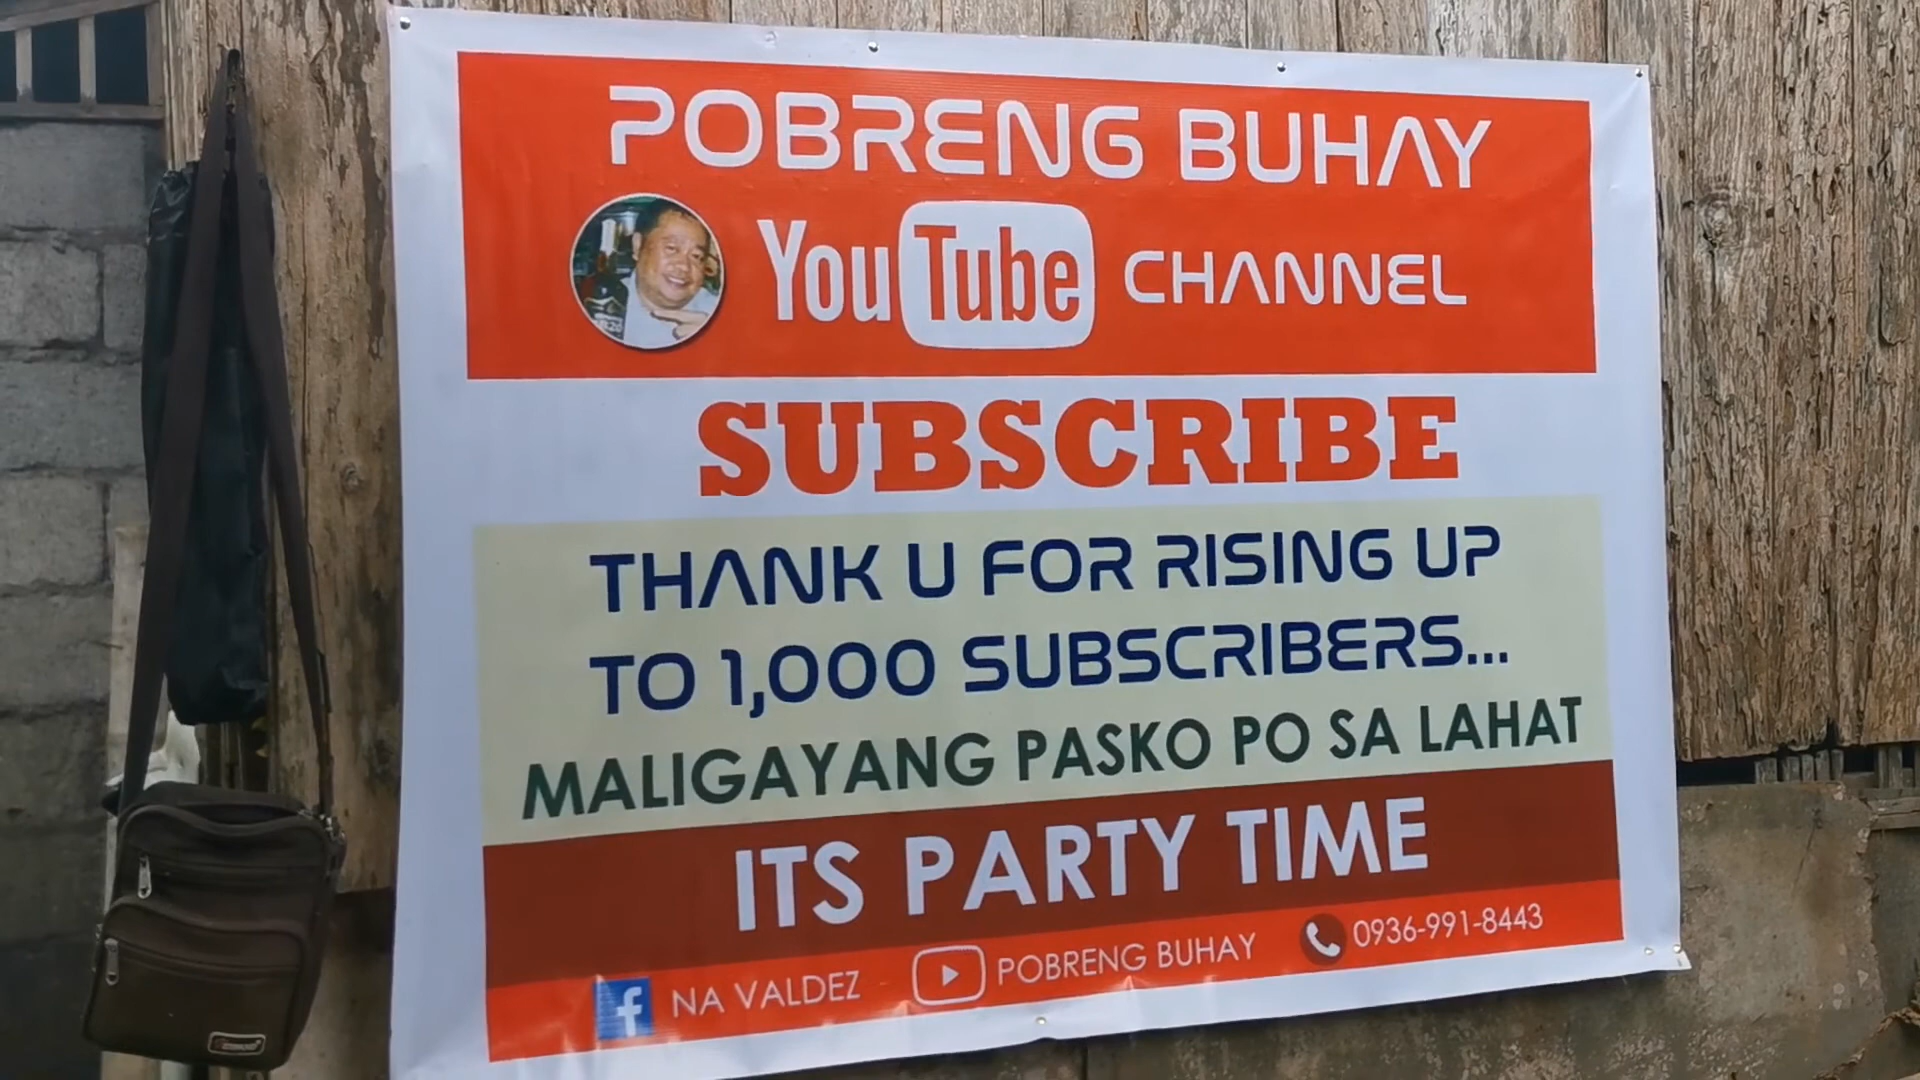 POBRENG BUHAY
YouTube CHANNEL
SUBSCRIBE
THANK U FOR RISING UP
TO 1,000 SUBSCRIBERS...
MALIGAYANG PASKO PO SA LAHAT
ITS PARTY TIME
f NA VALDEZ POBRENG BUHAY 0936-991-8443